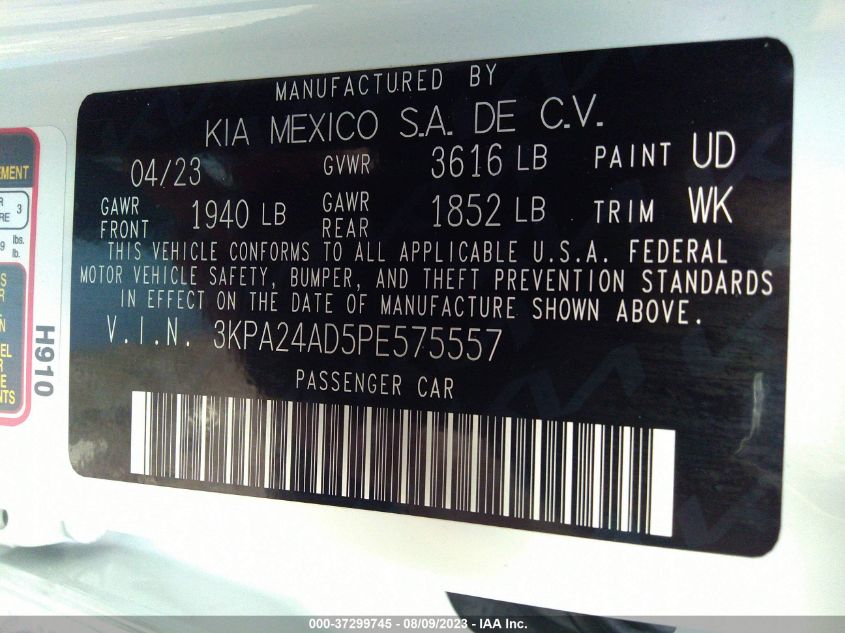 MANUFACTURED BY
KIA MEXICO S.A. DE C.V.
04/23 GVWR 3616 LB PAINT UD
GAWR FRONT 1940 LB GAWR REAR 1852 LB TRIM WK
THIS VEHICLE CONFORMS TO ALL APPLICABLE U.S.A. FEDERAL
MOTOR VEHICLE SAFETY, BUMPER, AND THEFT PREVENTION STANDARDS
IN EFFECT ON THE DATE OF MANUFACTURE SHOWN ABOVE.
V.I.N. 3KPA24AD5PE575557
PASSENGER CAR
H910
3
lbs.
lb.
000-37299745 - 08/09/2023 - IAA Inc.